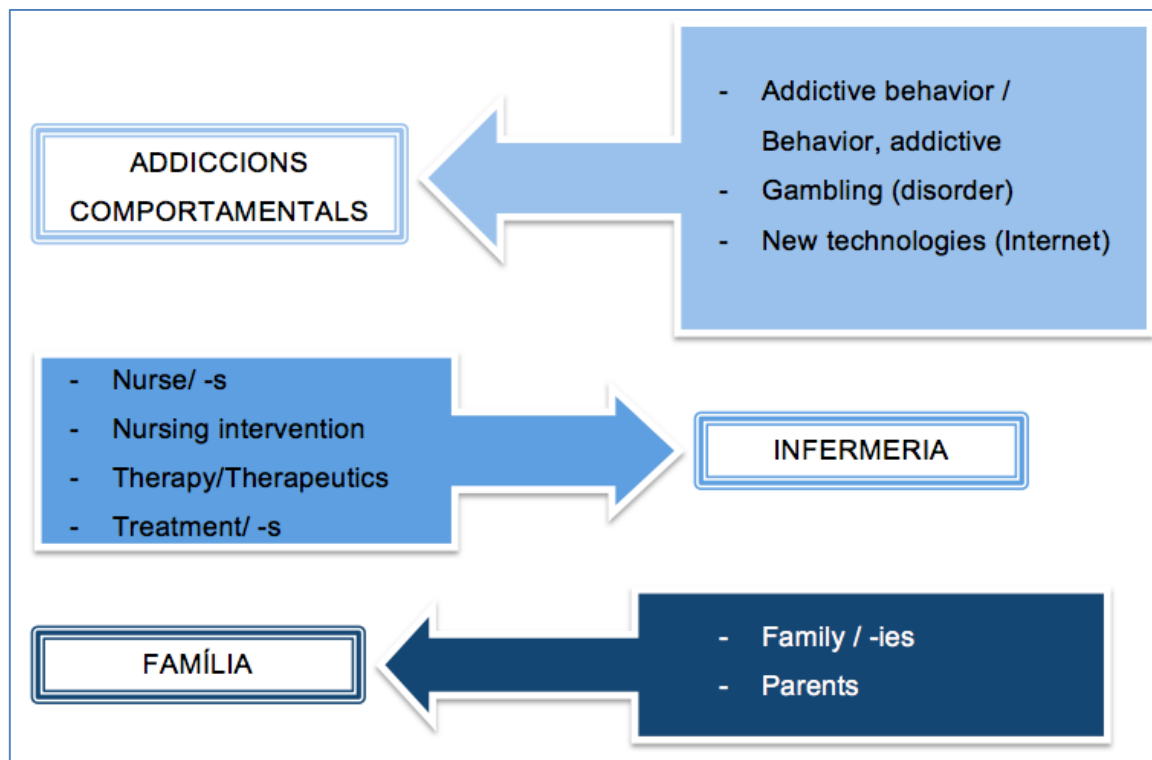 ADDICCIONS
COMPORTAMENTALS
- Addictive behavior /
Behavior, addictive
- Gambling (disorder)
- New technologies (Internet)
- Nurse/ -s
- Nursing intervention
- Therapy/Therapeutics
- Treatment/ -s
INFERMERIA
FAMÍLIA
- Family / -ies
- Parents